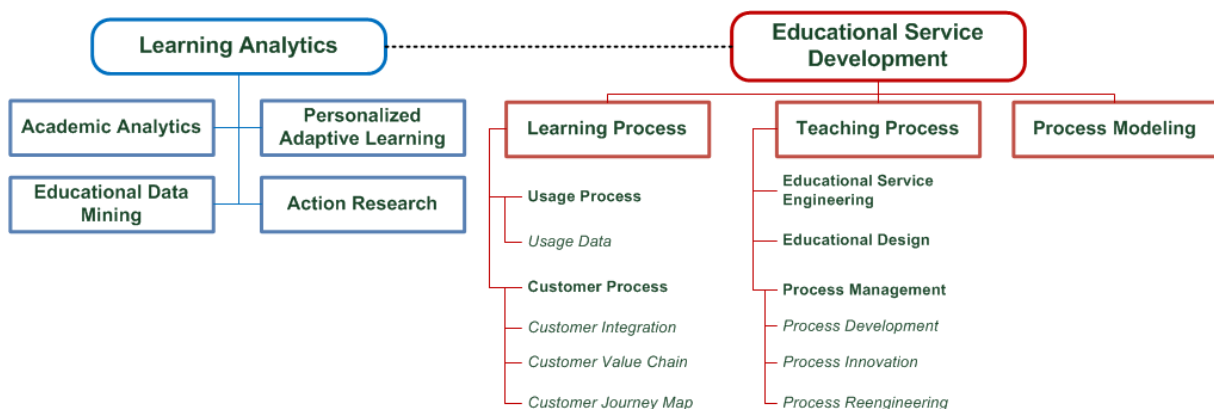 Learning Analytics
Educational Service
Development
Academic Analytics
Personalized
Adaptive Learning
Educational Data
Mining
Action Research
Learning Process
Teaching Process
Process Modeling
Usage Process
Usage Data
Customer Process
Customer Integration
Customer Value Chain
Customer Journey Map
Educational Service
Engineering
Educational Design
Process Management
Process Development
Process Innovation
Process Reengineering